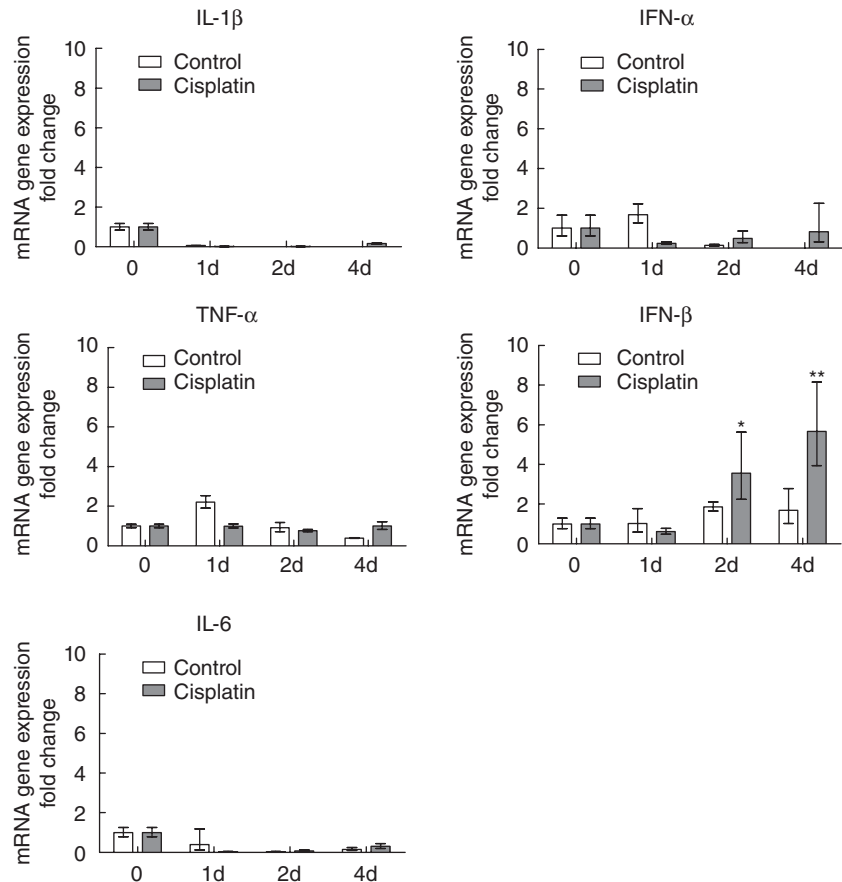 IL-1β
mRNA gene expression
fold change
10
8
6
4
2
0
Control
Cisplatin
0 1d 2d 4d
IFN-α
mRNA gene expression
fold change
10
8
6
4
2
0
Control
Cisplatin
0 1d 2d 4d
TNF-α
mRNA gene expression
fold change
10
8
6
4
2
0
Control
Cisplatin
0 1d 2d 4d
IFN-β
mRNA gene expression
fold change
10
8
6
4
2
0
Control
Cisplatin
*
**
0 1d 2d 4d
IL-6
mRNA gene expression
fold change
10
8
6
4
2
0
Control
Cisplatin
0 1d 2d 4d